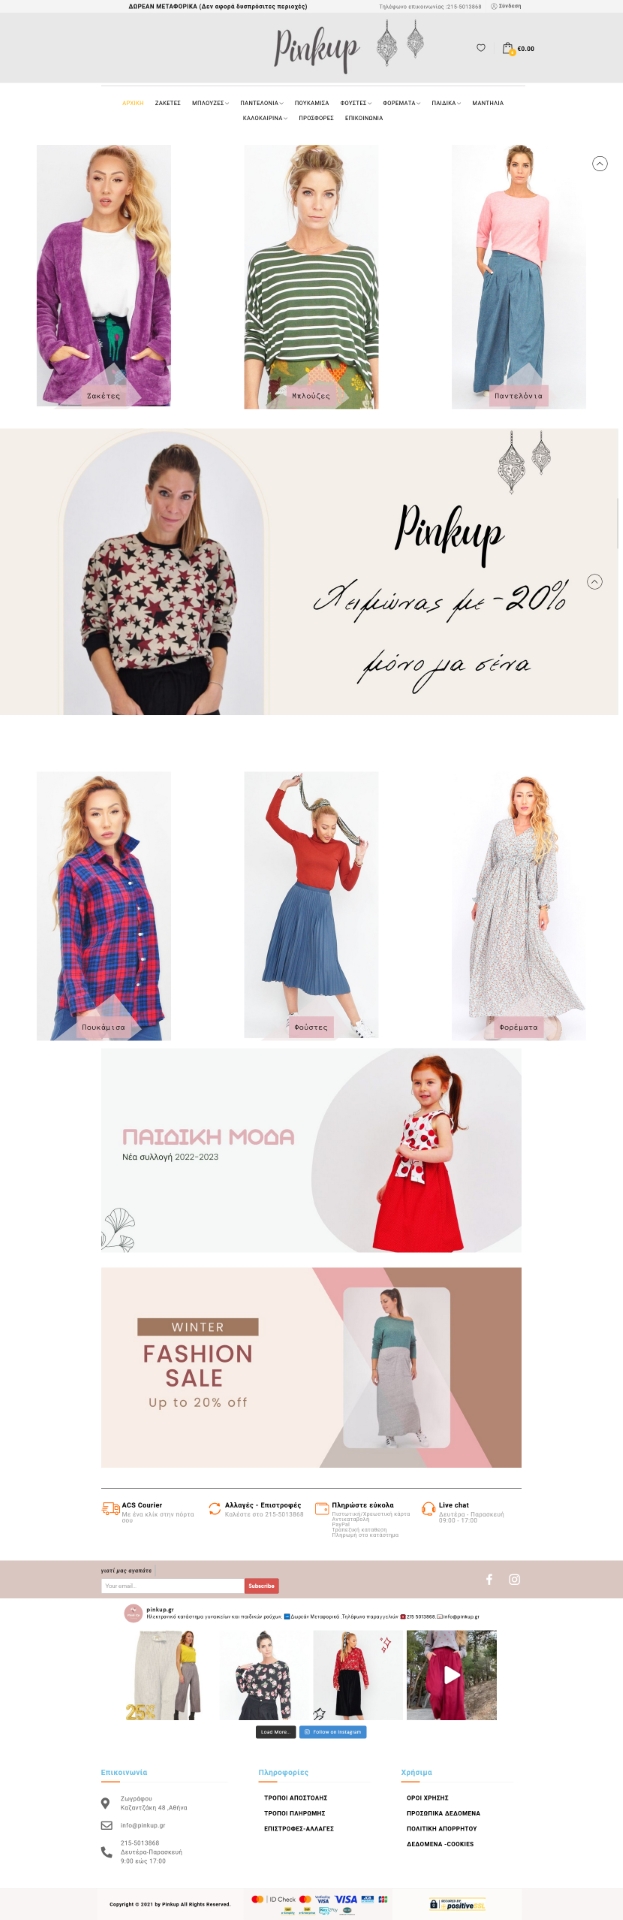 ΔΩΡΕΑΝ ΜΕΤΑΦΟΡΙΚΑ (Δεν αφορά δυσπρόσιτες περιοχές)
Τηλέφωνο επικοινωνίας :215-5013868
Σύνδεση
Pinkup
€0.00
ΑΡΧΙΚΗ ΖΑΚΕΤΕΣ ΜΠΛΟΥΖΕΣ ΠΑΝΤΕΛΟΝΙΑ ΠΟΥΚΑΜΙΣΑ ΦΟΥΣΤΕΣ ΦΟΡΕΜΑΤΑ ΠΑΙΔΙΚΑ ΜΑΝΤΗΛΙΑ
ΚΑΛΟΚΑΙΡΙΝΑ ΠΡΟΣΦΟΡΕΣ ΕΠΙΚΟΙΝΩΝΙΑ
Ζακέτες
Μπλούζες
Παντελόνια
Pinkup
Χειμώνας με -20%
μόνο για σένα
Πουκάμισα
Φούστες
Φορέματα
ΠΑΙΔΙΚΗ ΜΟΔΑ
Νέα συλλογή 2022-2023
WINTER
FASHION
SALE
Up to 20% off
ACS Courier
Με ένα κλίκ στην πόρτα
σου
Αλλαγές - Επιστροφές
Καλέστε στο 215-5013868
Πληρώστε εύκολα
Πιστωτική/Χρεωστική κάρτα
Αντικαταβολή
PayPal
Τραπεζική κατάθεση
Πληρωμή στο κατάστημα
Live chat
Δευτέρα - Παρασκευή
09:00 - 17:00
γιατί μας αγαπάτε
Your email...
Subscribe
pinkup.gr
Ηλεκτρονικό κατάστημα γυναικείων και παιδικών ρούχων. Δωρεάν Μεταφορικά. Τηλέφωνο παραγγελιών: 215 5013868, info@pinkup.gr
25%
Load More...
Follow on Instagram
Επικοινωνία
Ζωγράφου
Καζαντζάκη 48 ,Αθήνα
info@pinkup.gr
215-5013868
Δευτέρα-Παρασκευή
9:00 εώς 17:00
Πληροφορίες
ΤΡΟΠΟΙ ΑΠΟΣΤΟΛΗΣ
ΤΡΟΠΟΙ ΠΛΗΡΩΜΗΣ
ΕΠΙΣΤΡΟΦΕΣ-ΑΛΛΑΓΕΣ
Χρήσιμα
ΟΡΟΙ ΧΡΗΣΗΣ
ΠΡΟΣΩΠΙΚΑ ΔΕΔΟΜΕΝΑ
ΠΟΛΙΤΙΚΗ ΑΠΟΡΡΗΤΟΥ
ΔΕΔΟΜΕΝΑ -COOKIES
Copyright © 2021 by Pinkup All Rights Reserved.
ID Check
VISA
VISA
JCB
positive